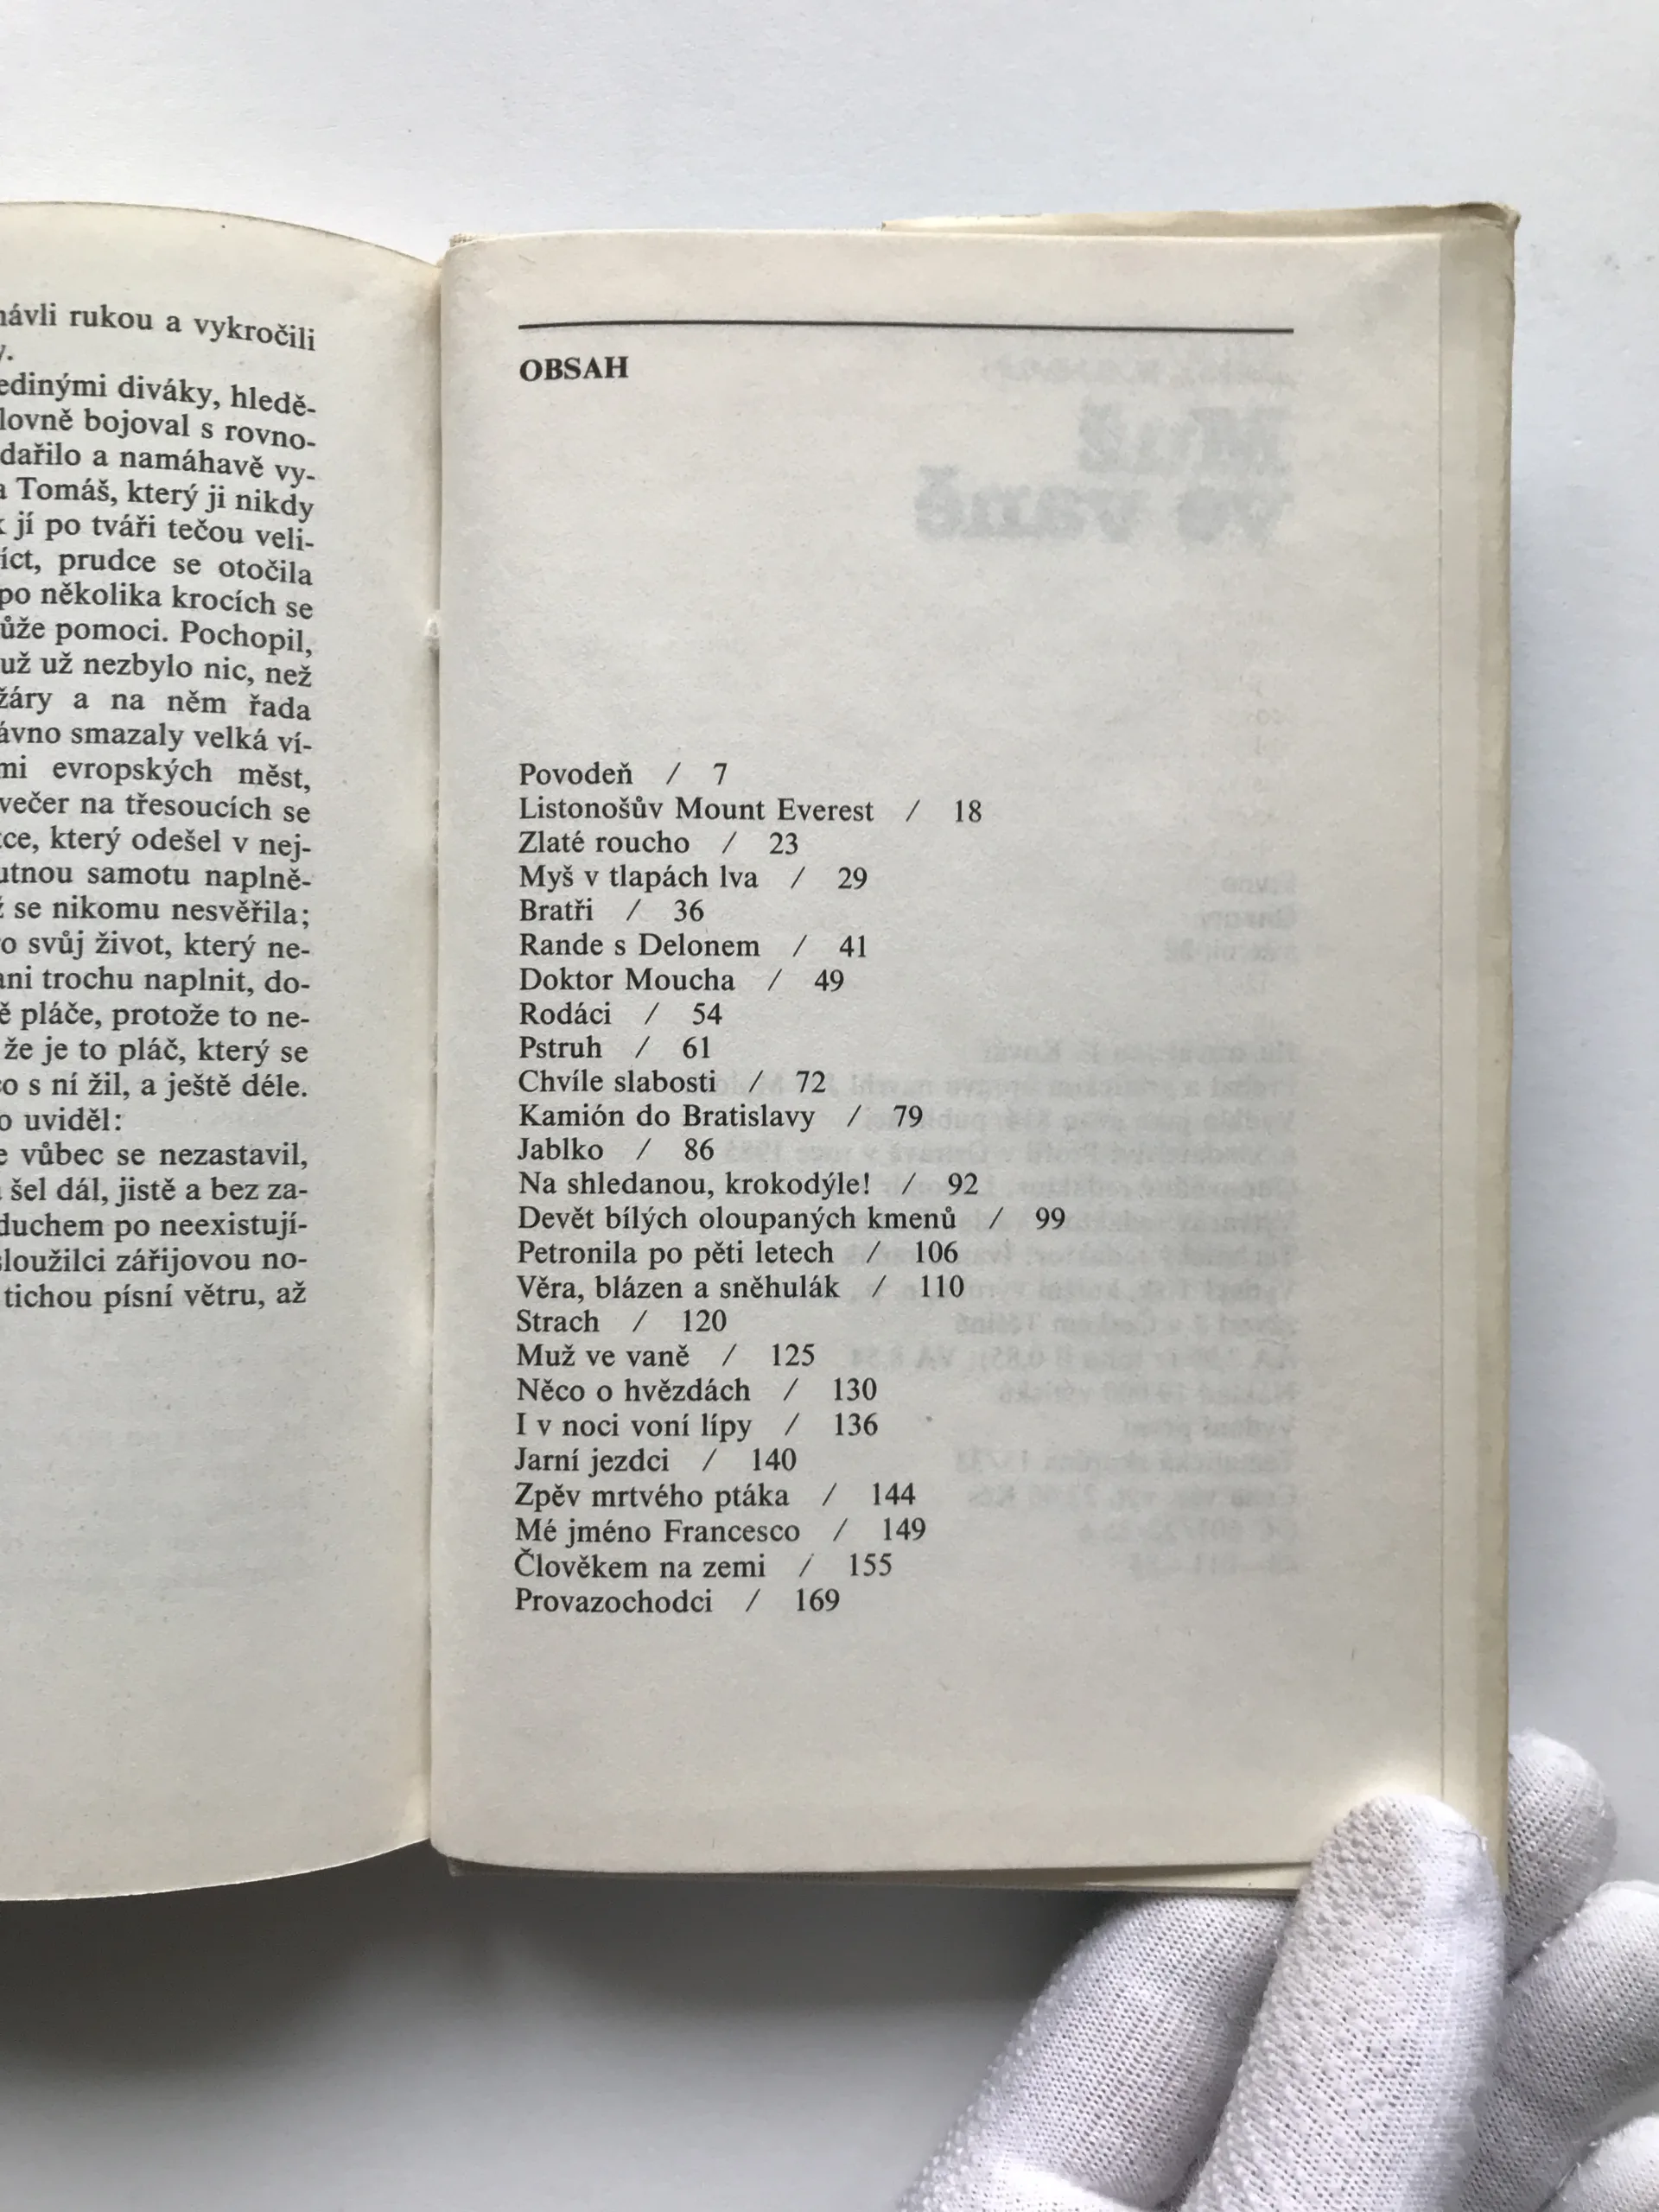 ávli rukou a vykročili
y.
edinými diváky, hledě-
lovně bojoval s rovno-
dařilo a namáhavě vy-
a Tomáš, který ji nikdy
k jí po tváři tečou veli-
íct, prudce se otočila
po několika krocích se
ůže pomoci. Pochopil,
už už nezbylo nic, než
žáry a na něm řada
ávno smazaly velká ví-
mi evropských měst,
večer na třesoucích se
ce, který odešel v nej-
utnou samotu naplně-
ž se nikomu nesvěřila;
o svůj život, který ne-
ani trochu naplnit, do-
ě pláče, protože to ne-
že je to pláč, který se
o s ní žil, a ještě déle.
o uviděl:
e vůbec se nezastavil,
šel dál, jistě a bez za-
duchem po neexistují-
sloužilci zářijovou no-
tichou písní větru, až
OBSAH
Povodeň / 7
Listonošův Mount Everest / 18
Zlaté roucho / 23
Myš v tlapách lva / 29
Bratři / 36
Rande s Delonem / 41
Doktor Moucha / 49
Rodáci / 54
Pstruh / 61
Chvíle slabosti / 72
Kamión do Bratislavy / 79
Jablko / 86
Na shledanou, krokodýle! / 92
Devět bílých oloupaných kmenů / 99
Petronila po pěti letech / 106
Věra, blázen a sněhulák / 110
Strach / 120
Muž ve vaně / 125
Něco o hvězdách / 130
I v noci voní lípy / 136
Jarní jezdci / 140
Zpěv mrtvého ptáka / 144
Mé jméno Francesco / 149
Člověkem na zemi / 155
Provazochodci / 169